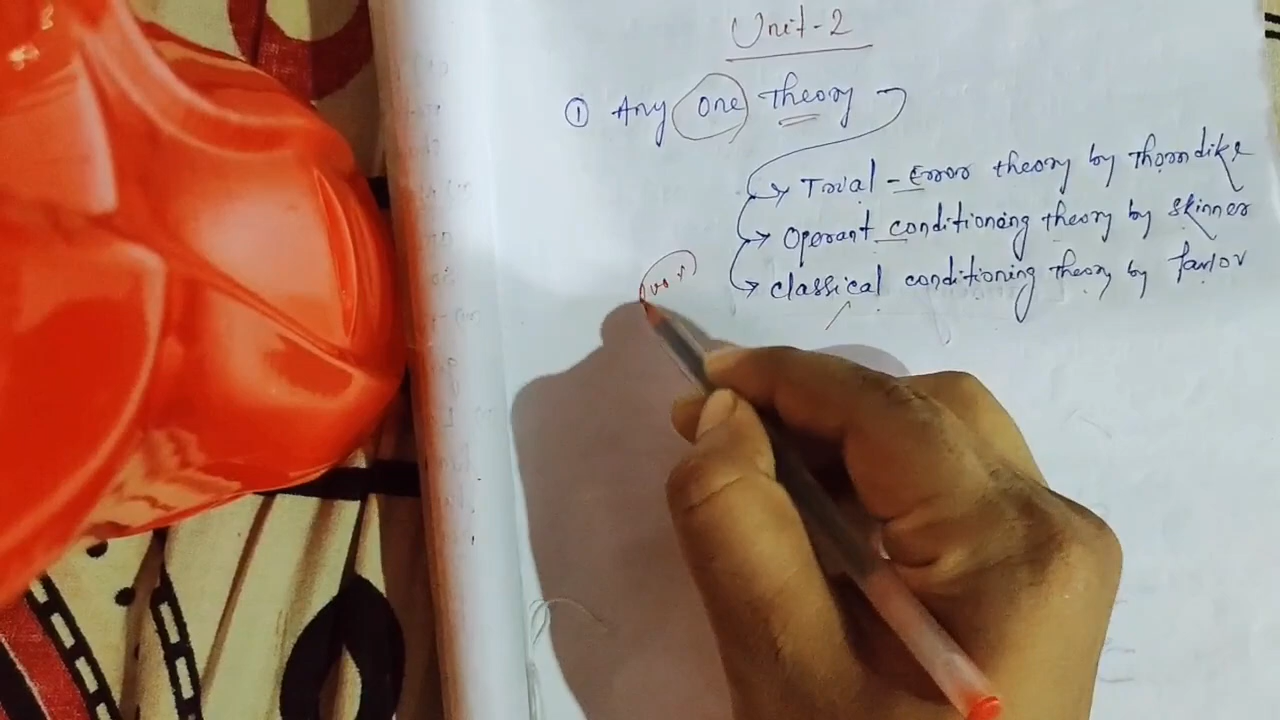 Unit-2
① Any one theory
→ Trial-Error theory by Thorndike
→ Operant conditioning theory by Skinner
→ classical conditioning theory by Pavlov